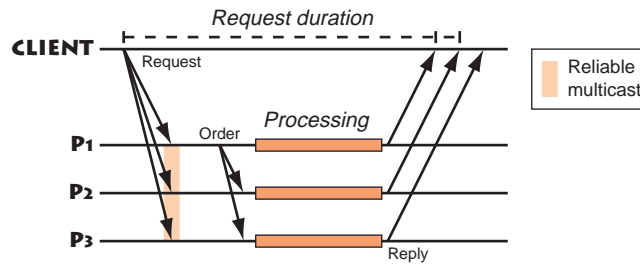 Request duration
CLIENT
Request
Reliable
multicast
Processing
Order
P1
P2
P3
Reply